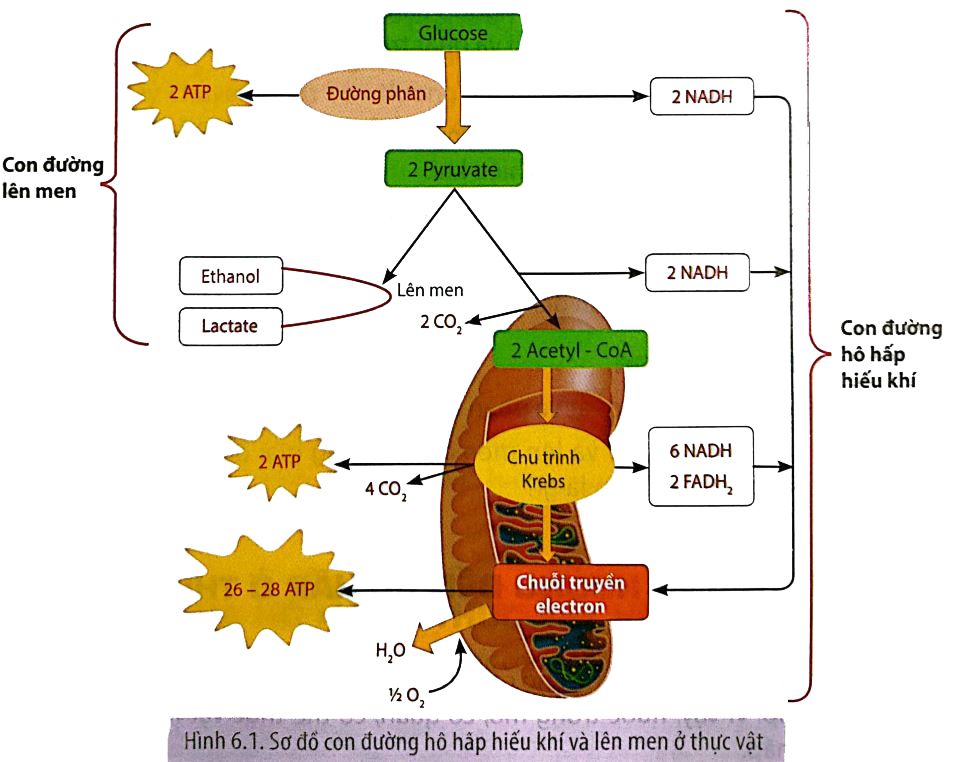 Glucose
2 ATP
Đường phân
2 NADH
Con đường
lên men
2 Pyruvate
Ethanol
Lactate
Lên men
2 NADH
2 CO₂
2 Acetyl - CoA
Con đường
hô hấp
hiếu khí
2 ATP
4 CO₂
Chu trình
Krebs
6 NADH
2 FADH₂
26 – 28 ATP
Chuỗi truyền
electron
H₂O
½ O₂
Hình 6.1. Sơ đồ con đường hô hấp hiếu khí và lên men ở thực vật